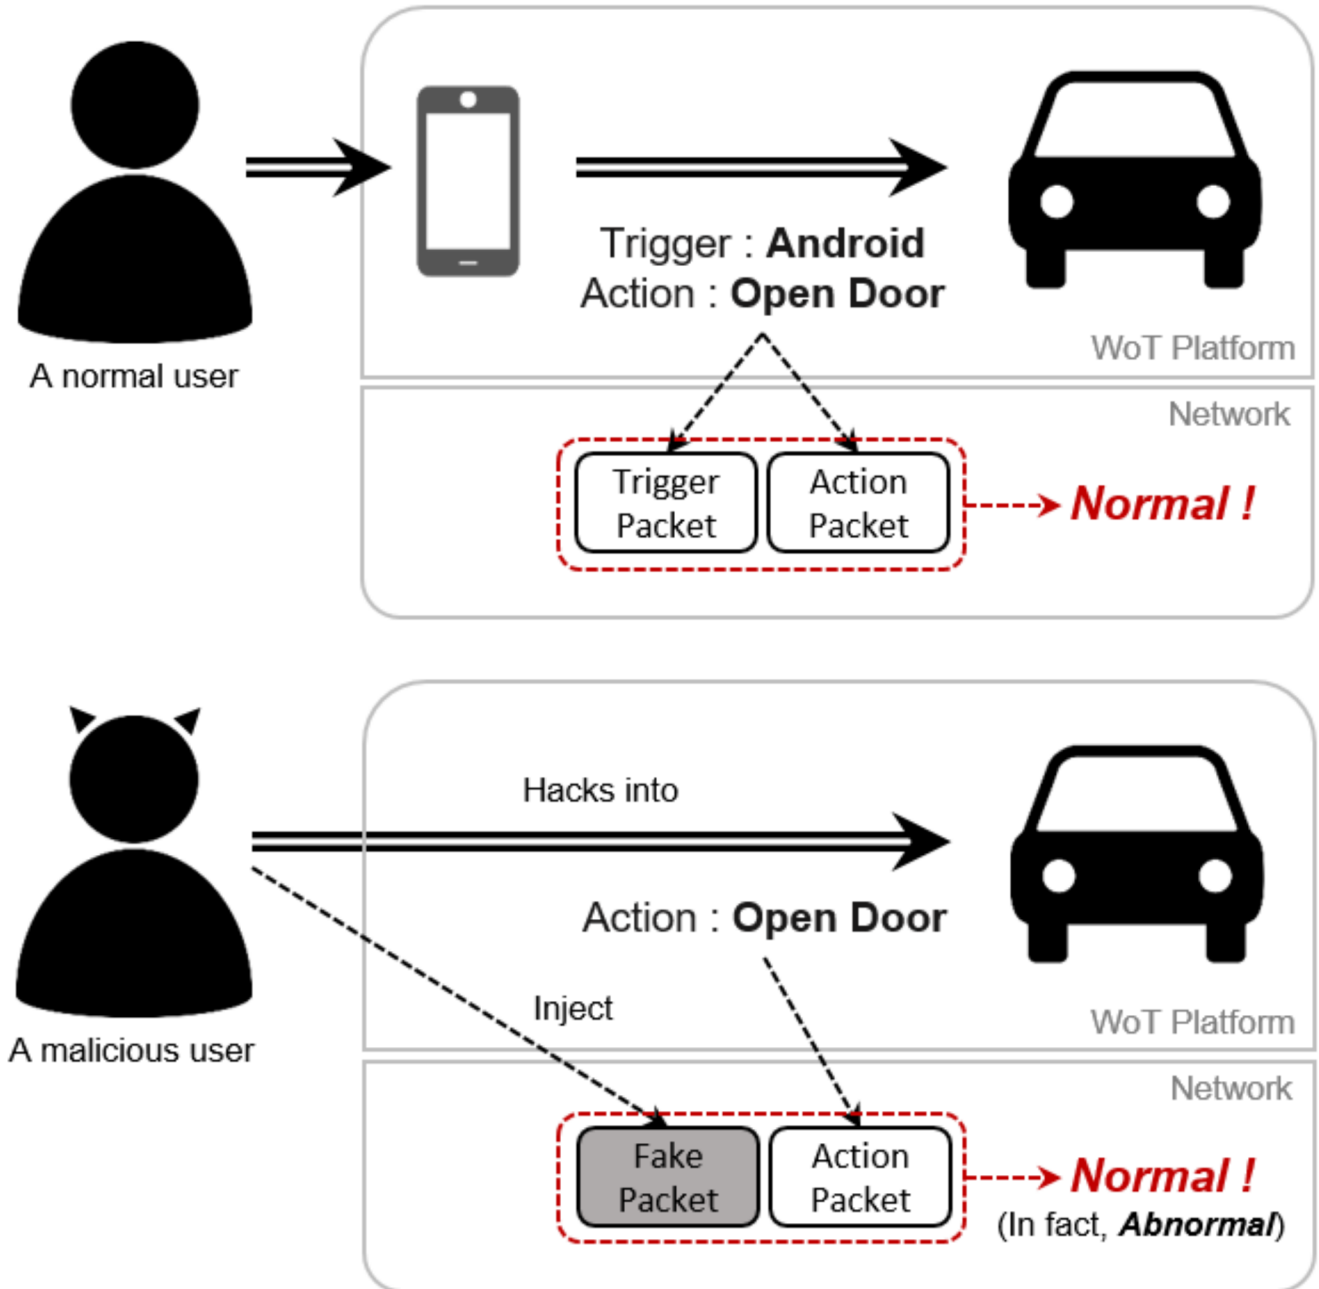 A normal user
Trigger : Android
Action : Open Door
WoT Platform
Network
Trigger
Packet
Action
Packet
Normal !
A malicious user
Hacks into
Action : Open Door
Inject
WoT Platform
Network
Fake
Packet
Action
Packet
Normal !
(In fact, Abnormal)